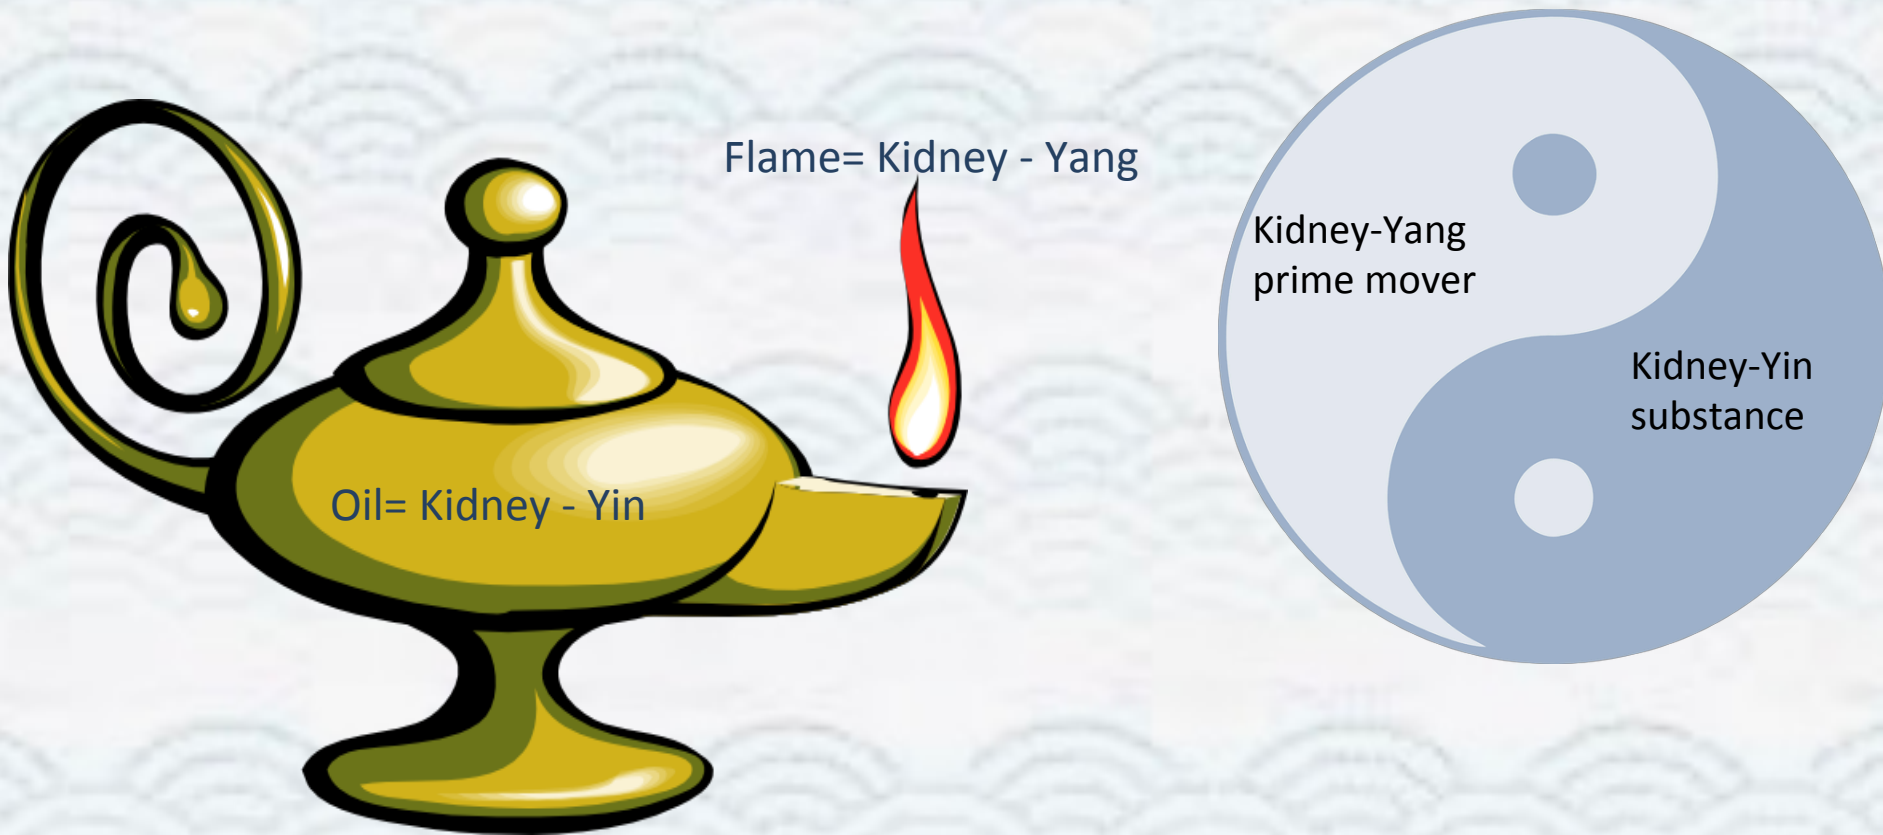 Flame= Kidney - Yang
Oil= Kidney - Yin
Kidney-Yang
prime mover
Kidney-Yin
substance